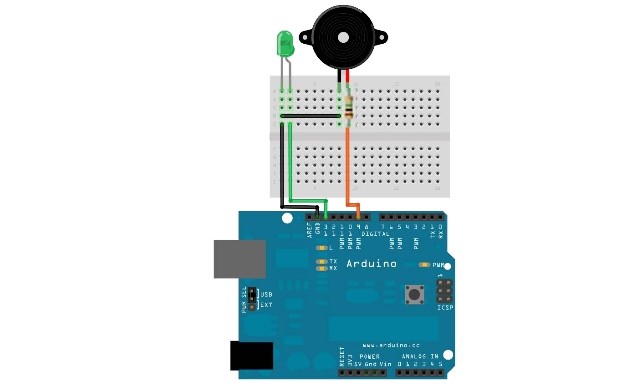 AREF
GND
13
12
PWM 11
PWM 10
PWM 9
8
7
PWM 6
PWM 5
4
PWM 3
2
TX 1
RX 0
DIGITAL
L
TX
RX
Arduino
PWR
1
ICSP
PWR SEL
USB
EXT
www.arduino.cc
POWER
ANALOG IN
RESET
3V3
5V Gnd Vin
0 1 2 3 4 5